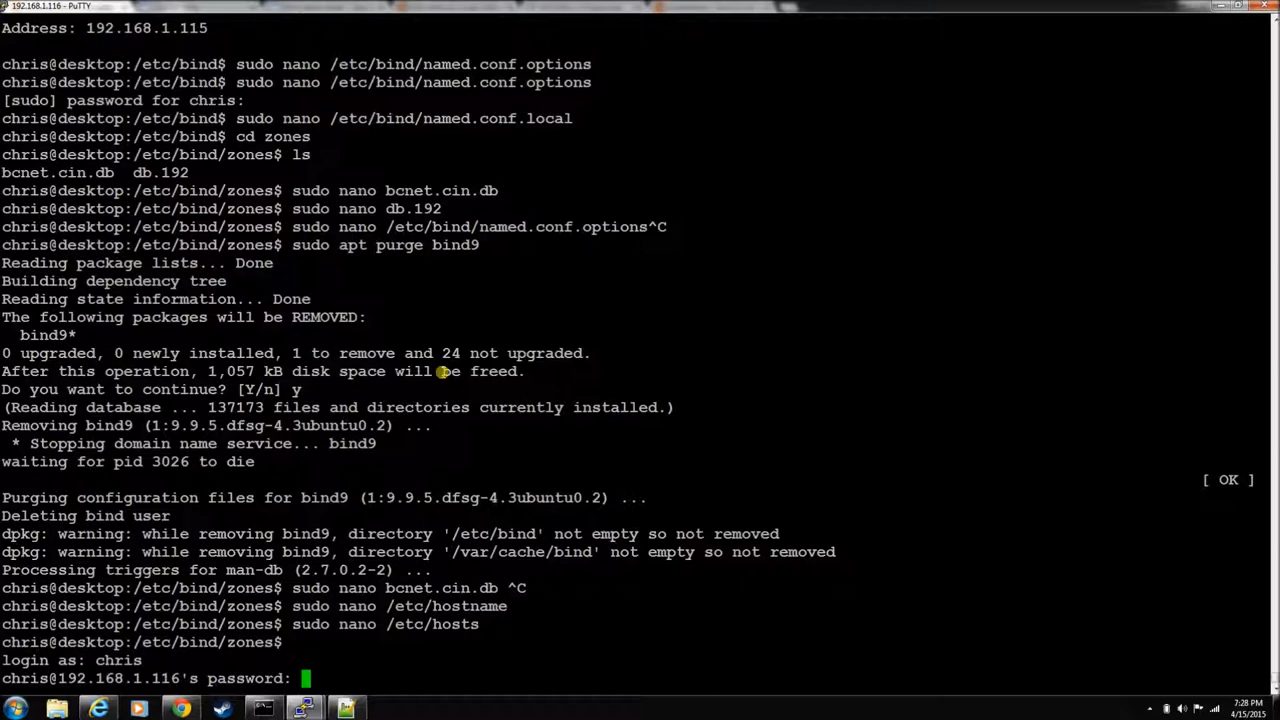 192.168.1.116 - PuTTY
Address: 192.168.1.115
chris@desktop:/etc/bind$ sudo nano /etc/bind/named.conf.options
chris@desktop:/etc/bind$ sudo nano /etc/bind/named.conf.options
[sudo] password for chris:
chris@desktop:/etc/bind$ sudo nano /etc/bind/named.conf.local
chris@desktop:/etc/bind$ cd zones
chris@desktop:/etc/bind/zones$ ls
bcnet.cin.db  db.192
chris@desktop:/etc/bind/zones$ sudo nano bcnet.cin.db
chris@desktop:/etc/bind/zones$ sudo nano db.192
chris@desktop:/etc/bind/zones$ sudo nano /etc/bind/named.conf.options^C
chris@desktop:/etc/bind/zones$ sudo apt purge bind9
Reading package lists... Done
Building dependency tree
Reading state information... Done
The following packages will be REMOVED:
  bind9*
0 upgraded, 0 newly installed, 1 to remove and 24 not upgraded.
After this operation, 1,057 kB disk space will be freed.
Do you want to continue? [Y/n] y
(Reading database ... 137173 files and directories currently installed.)
Removing bind9 (1:9.9.5.dfsg-4.3ubuntu0.2) ...
 * Stopping domain name service... bind9
waiting for pid 3026 to die
[ OK ]
Purging configuration files for bind9 (1:9.9.5.dfsg-4.3ubuntu0.2) ...
Deleting bind user
dpkg: warning: while removing bind9, directory '/etc/bind' not empty so not removed
dpkg: warning: while removing bind9, directory '/var/cache/bind' not empty so not removed
Processing triggers for man-db (2.7.0.2-2) ...
chris@desktop:/etc/bind/zones$ sudo nano bcnet.cin.db ^C
chris@desktop:/etc/bind/zones$ sudo nano /etc/hostname
chris@desktop:/etc/bind/zones$ sudo nano /etc/hosts
chris@desktop:/etc/bind/zones$
login as: chris
chris@192.168.1.116's password:
7:28 PM
4/15/2015